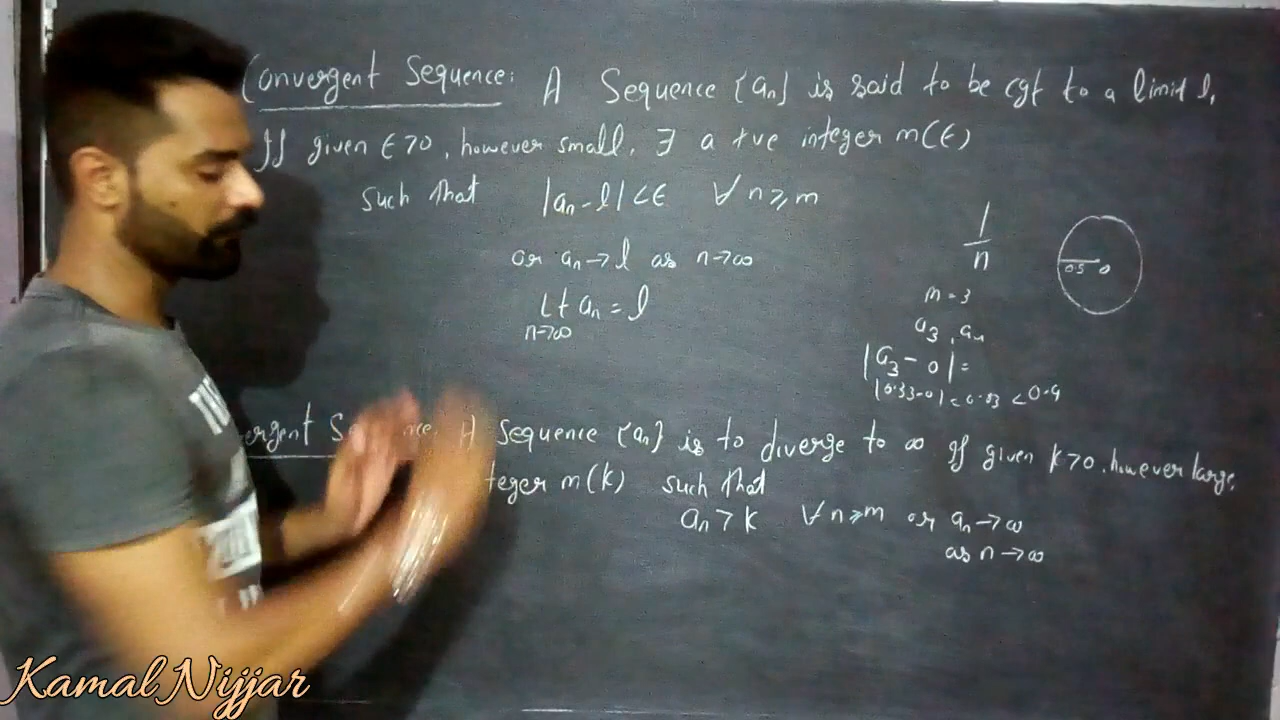 Convergent Sequence: A Sequence {an} is said to be cgt to a limit l,
If given ϵ>0, however small, ∃ a +ve integer m(ϵ)
such that |an - l| < ϵ ∀ n ≥ m
or an → l as n → ∞
Lt an = l
n→∞
1
n
0.5 0
m = 3
a3, a4
|a3 - 0| =
|0.33-0| = 0.33 < 0.4
ergent A Sequence {an} is to diverge to ∞ If given K>0, however large,
teger m(k) such that
an > k ∀ n ≥ m or an → ∞
as n → ∞
Kamal Nijjar